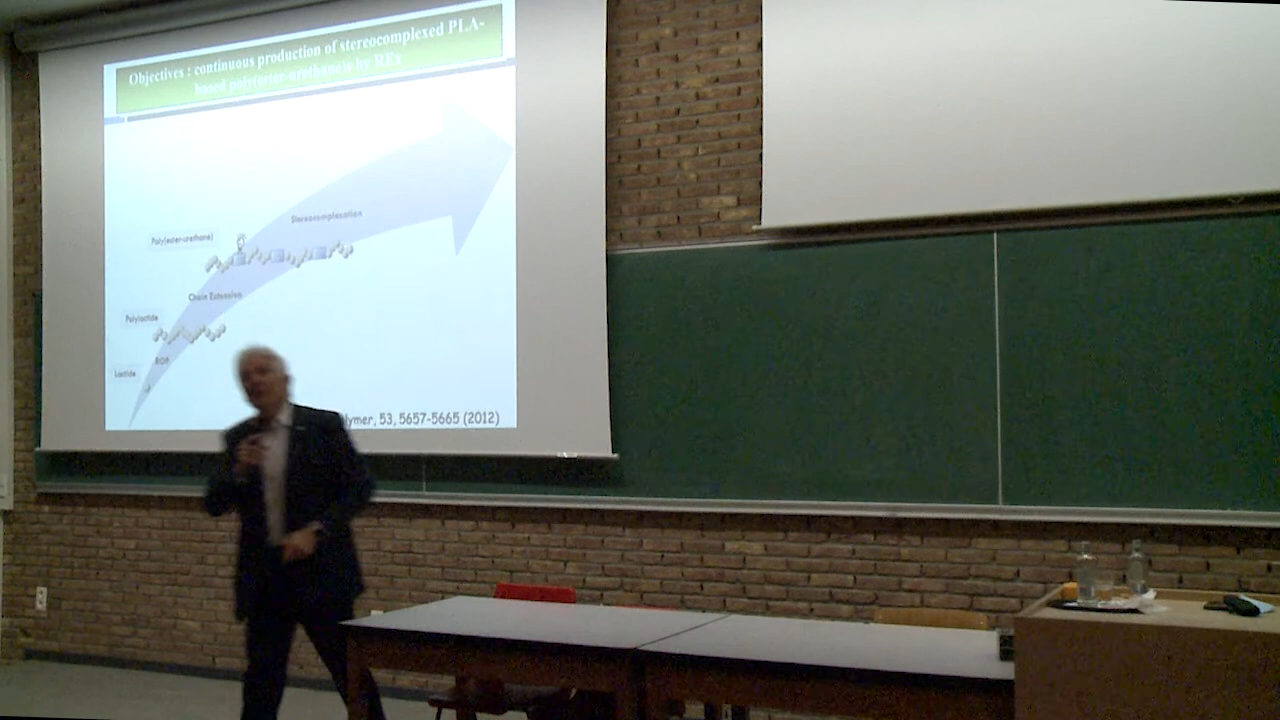 Objectives : continuous production of stereocomplexed PLA-
based poly(ester-urethane)s by REx
Stereocomplexation
Poly(ester-urethane)
Chain Extension
Polylactide
ROP
Lactide
lymer, 53, 5657-5665 (2012)